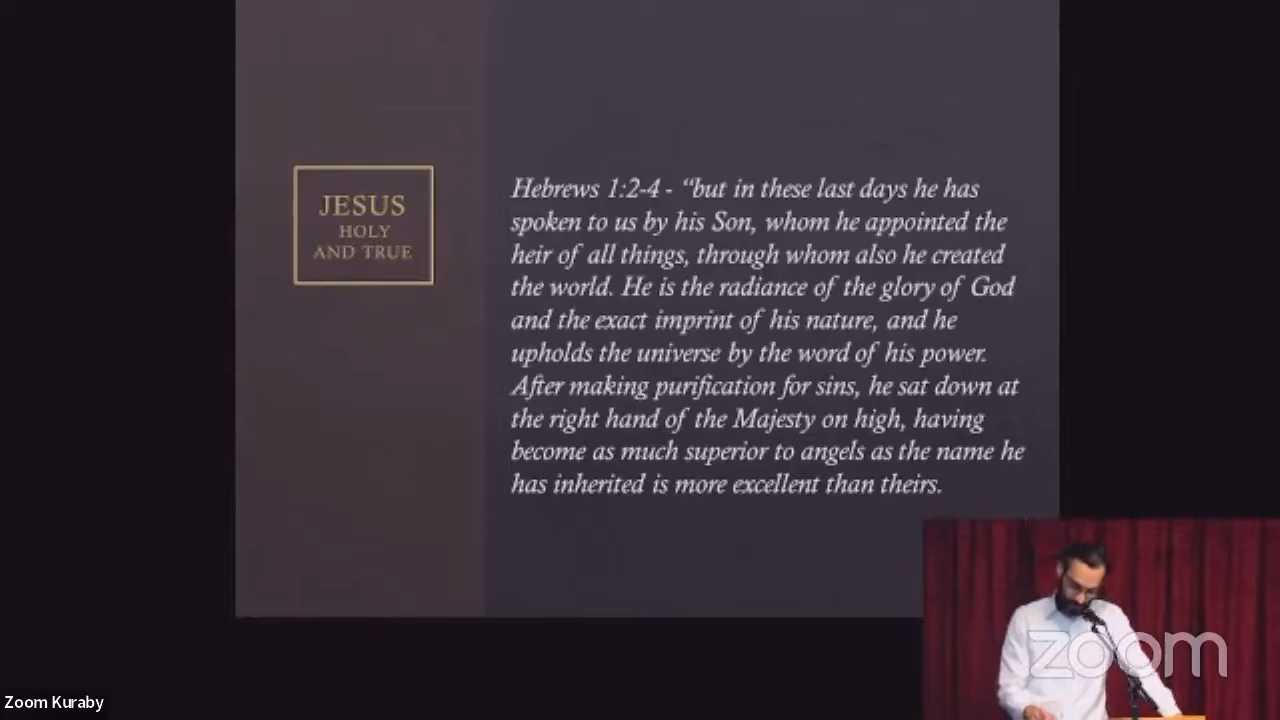 JESUS
HOLY
AND TRUE
Hebrews 1:2-4 - “but in these last days he has
spoken to us by his Son, whom he appointed the
heir of all things, through whom also he created
the world. He is the radiance of the glory of God
and the exact imprint of his nature, and he
upholds the universe by the word of his power.
After making purification for sins, he sat down at
the right hand of the Majesty on high, having
become as much superior to angels as the name he
has inherited is more excellent than theirs.
zoom
Zoom Kuraby